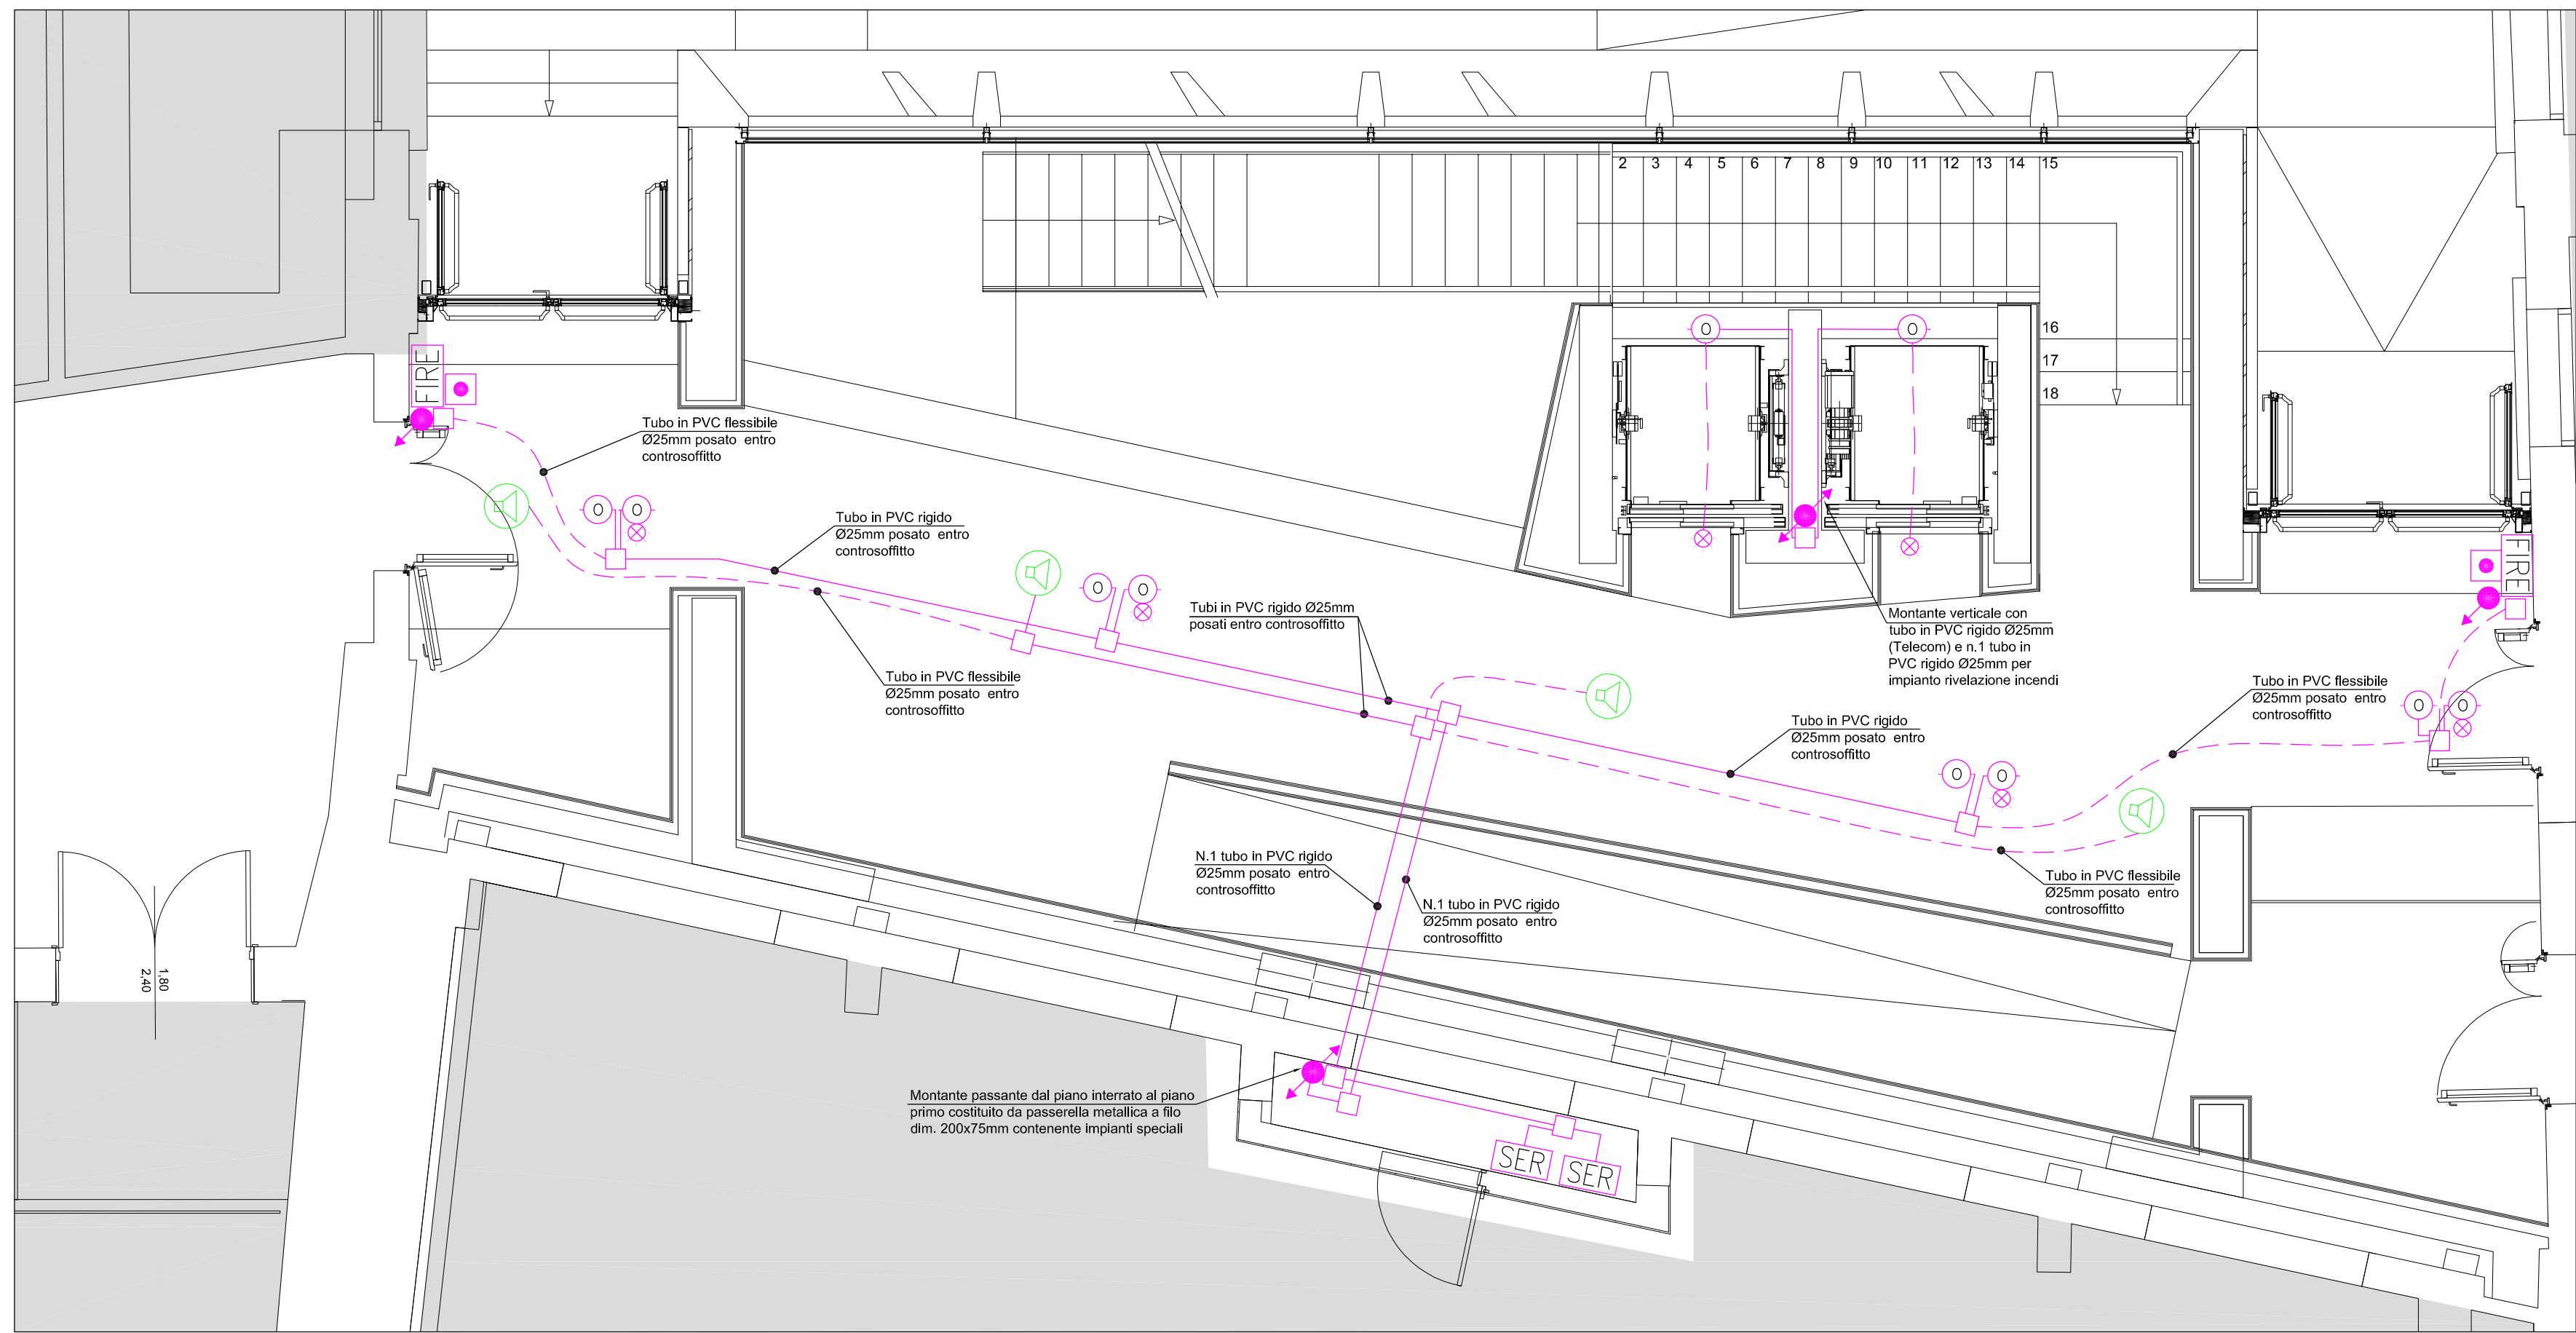 2 3 4 5 6 7 8 9 10 11 12 13 14 15
16
17
18
O
O
FIRE
Tubo in PVC flessibile
Ø25mm posato entro
controsoffitto
O O
Tubo in PVC rigido
Ø25mm posato entro
controsoffitto
O O
Tubo in PVC flessibile
Ø25mm posato entro
controsoffitto
Tubi in PVC rigido Ø25mm
posati entro controsoffitto
Montante verticale con
tubo in PVC rigido Ø25mm
(Telecom) e n.1 tubo in
PVC rigido Ø25mm per
impianto rivelazione incendi
FIRE
Tubo in PVC flessibile
Ø25mm posato entro
controsoffitto
O O
Tubo in PVC rigido
Ø25mm posato entro
controsoffitto
O O
Tubo in PVC flessibile
Ø25mm posato entro
controsoffitto
N.1 tubo in PVC rigido
Ø25mm posato entro
controsoffitto
N.1 tubo in PVC rigido
Ø25mm posato entro
controsoffitto
1,80
2,40
Montante passante dal piano interrato al piano
primo costituito da passerella metallica a filo
dim. 200x75mm contenente impianti speciali
SER
SER